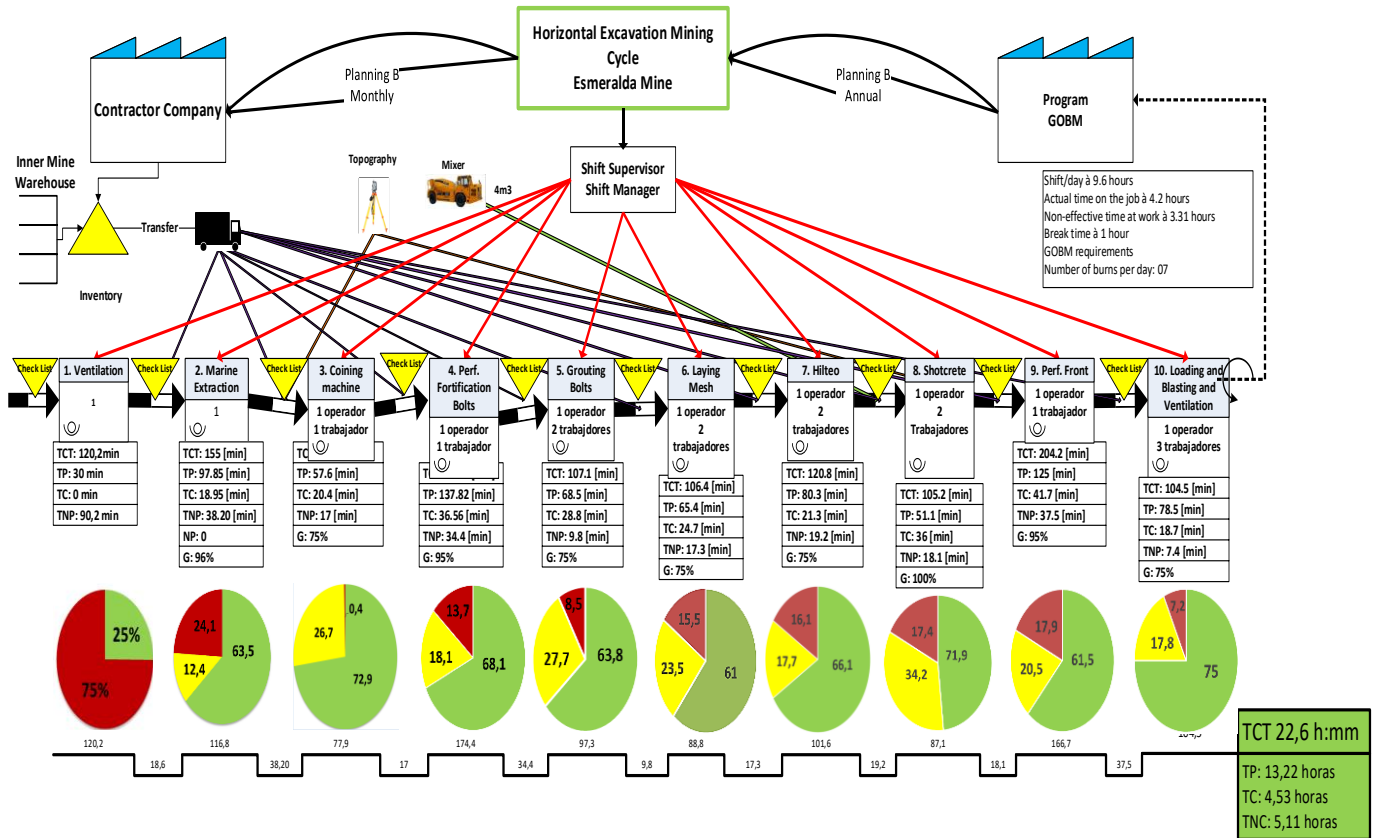 Horizontal Excavation Mining
Cycle
Esmeralda Mine
Planning B
Monthly
Planning B
Annual
Contractor Company
Program
GOBM
Inner Mine
Warehouse
Topography
Mixer
4m3
Shift Supervisor
Shift Manager
Shift/day à 9.6 hours
Actual time on the job à 4.2 hours
Non-effective time at work à 3.31 hours
Break time à 1 hour
GOBM requirements
Number of burns per day: 07
Transfer
Inventory
Check List
1. Ventilation
1
TCT: 120,2min
TP: 30 min
TC: 0 min
TNP: 90,2 min
Check List
2. Marine
Extraction
1
TCT: 155 [min]
TP: 97.85 [min]
TC: 18.95 [min]
TNP: 38.20 [min]
NP: 0
G: 96%
Check List
3. Coining
machine
1 operador
1 trabajador
TP: 57.6 [min]
TC: 20.4 [min]
TNP: 17 [min]
G: 75%
Check List
4. Perf.
Fortification
Bolts
1 operador
1 trabajador
TP: 137.82 [min]
TC: 36.56 [min]
TNP: 34.4 [min]
G: 95%
Check List
5. Grouting
Bolts
1 operador
2 trabajadores
TCT: 107.1 [min]
TP: 68.5 [min]
TC: 28.8 [min]
TNP: 9.8 [min]
G: 75%
Check List
6. Laying
Mesh
1 operador
2
trabajadores
TCT: 106.4 [min]
TP: 65.4 [min]
TC: 24.7 [min]
TNP: 17.3 [min]
G: 75%
Check List
7. Hilteo
1 operador
2
trabajadores
TCT: 120.8 [min]
TP: 80.3 [min]
TC: 21.3 [min]
TNP: 19.2 [min]
G: 75%
Check List
8. Shotcrete
1 operador
2
Trabajadores
TCT: 105.2 [min]
TP: 51.1 [min]
TC: 36 [min]
TNP: 18.1 [min]
G: 100%
Check List
9. Perf. Front
1 operador
1 trabajador
TCT: 204.2 [min]
TP: 125 [min]
TC: 41.7 [min]
TNP: 37.5 [min]
G: 95%
Check List
10. Loading and
Blasting and
Ventilation
1 operador
3 trabajadores
TCT: 104.5 [min]
TP: 78.5 [min]
TC: 18.7 [min]
TNP: 7.4 [min]
G: 75%
25%
75%
24,1
12,4
63,5
0,4
26,7
72,9
13,7
18,1
68,1
8,5
27,7
63,8
15,5
23,5
61
16,1
17,7
66,1
17,4
34,2
71,9
17,9
20,5
61,5
7,2
17,8
75
120,2
18,6
116,8
38,20
77,9
17
174,4
34,4
97,3
9,8
88,8
17,3
101,6
19,2
87,1
18,1
166,7
37,5
TCT 22,6 h:mm
TP: 13,22 horas
TC: 4,53 horas
TNC: 5,11 horas